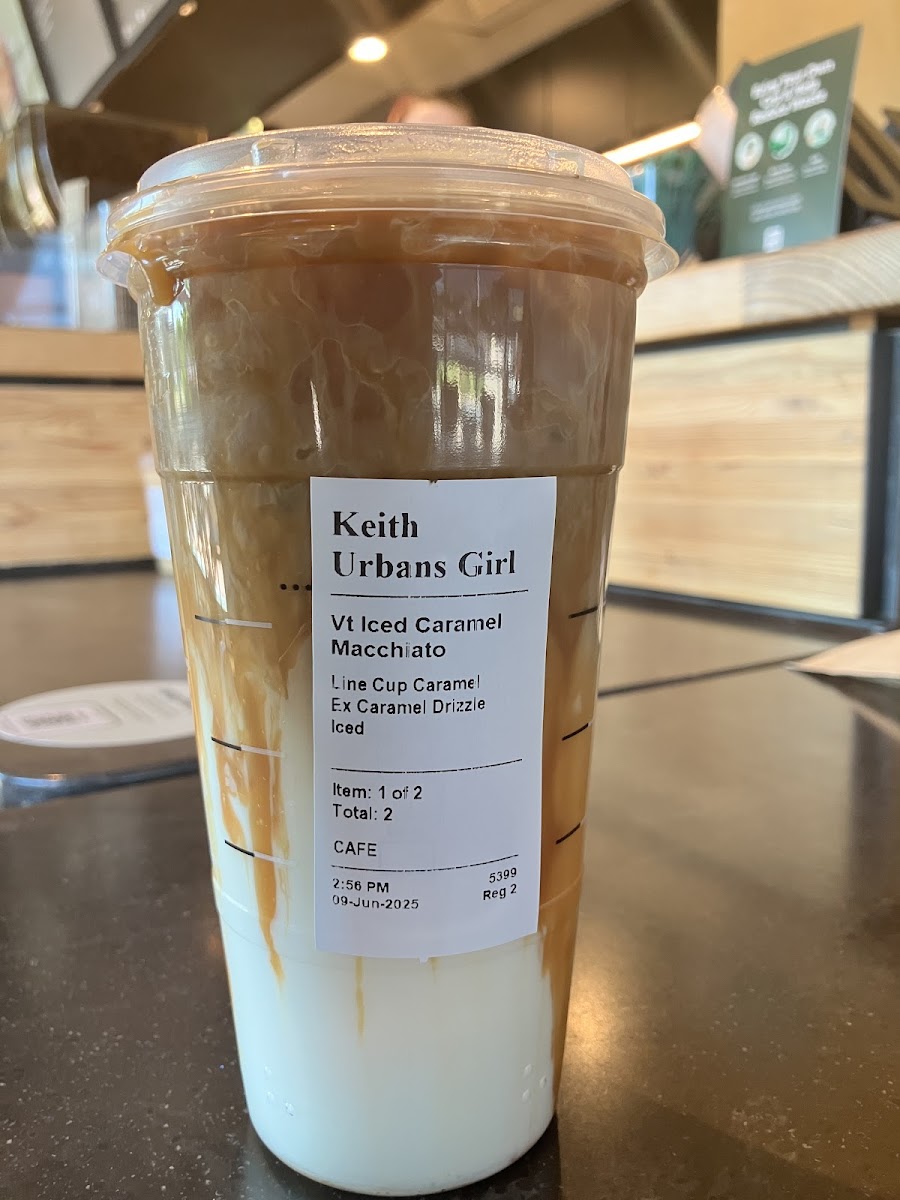 Keith
Urbans Girl
Vt Iced Caramel
Macchiato
Line Cup Caramel
Ex Caramel Drizzle
Iced
Item: 1 of 2
Total: 2
CAFE
2:56 PM
5399
09-Jun-2025
Reg 2